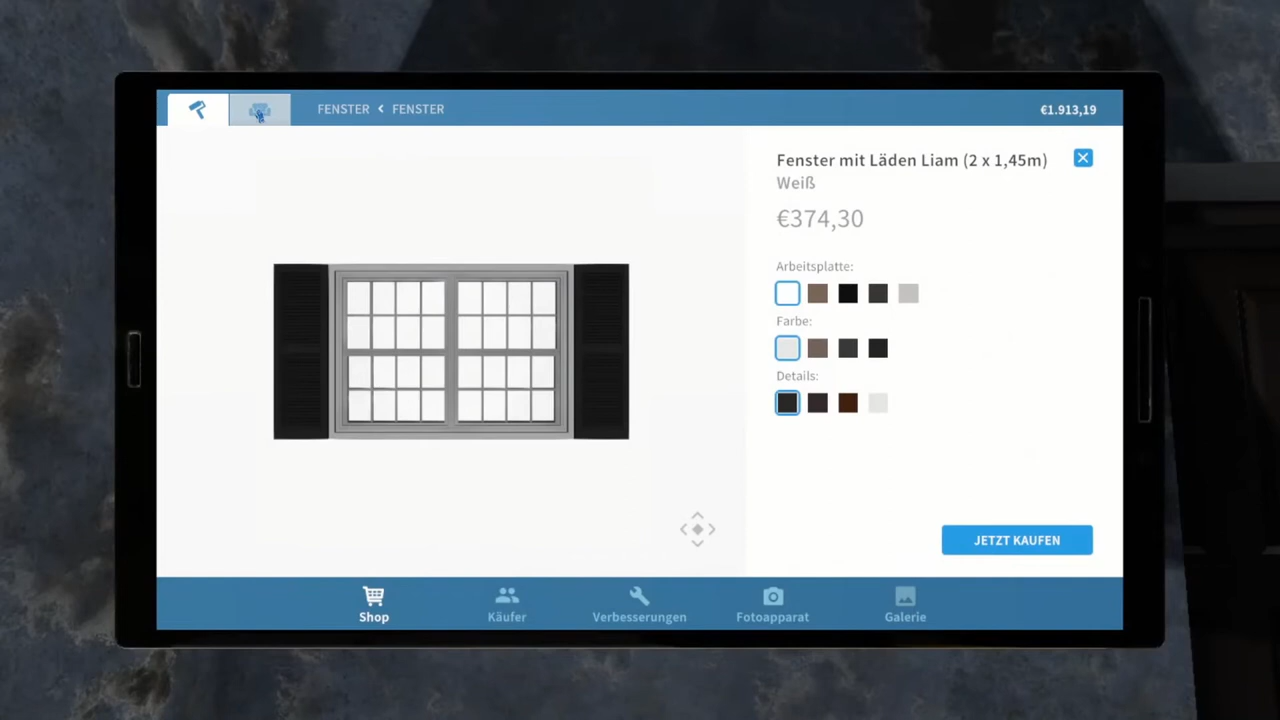 FENSTER < FENSTER
€1.913,19
Fenster mit Läden Liam (2 x 1,45m)
Weiß
€374,30
Arbeitsplatte:
Farbe:
Details:
JETZT KAUFEN
Shop
Käufer
Verbesserungen
Fotoapparat
Galerie